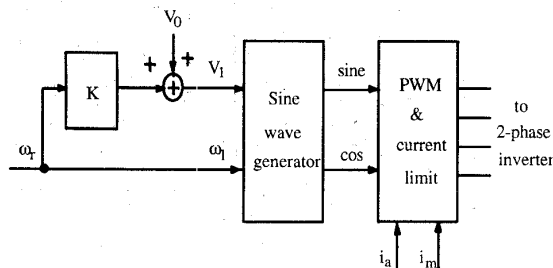 V₀
+ +
+
V₁
K
ωᵣ
ω₁
Sine
wave
generator
sine
cos
PWM
&
current
limit
to
2-phase
inverter
iₐ iₘ